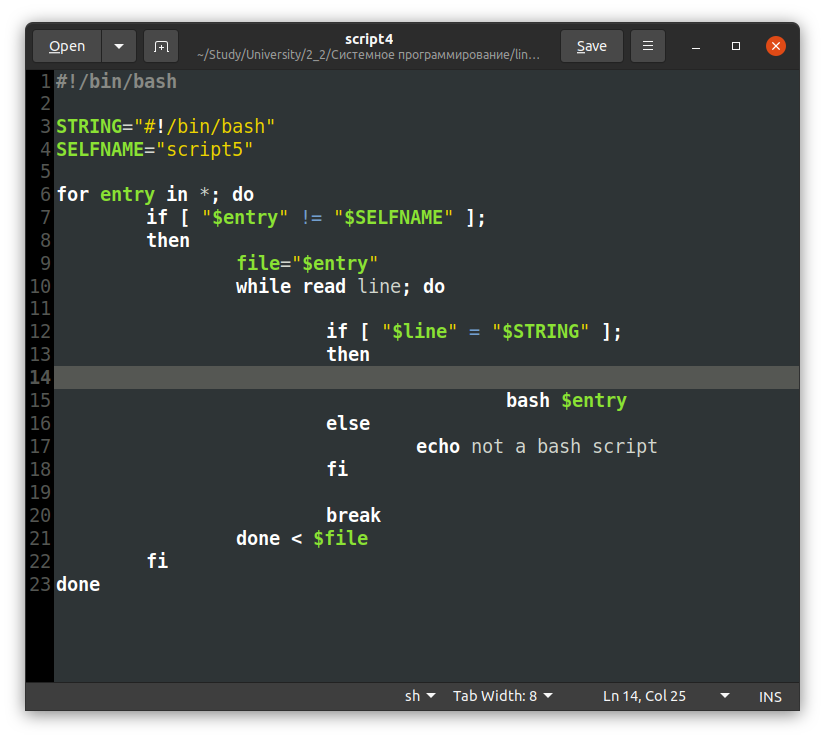 Open
script4
~/Study/University/2_2/Системное программирование/lin…
Save
1 #!/bin/bash
2
3 STRING="#!/bin/bash"
4 SELFNAME="script5"
5
6 for entry in *; do
7 if [ "$entry" != "$SELFNAME" ];
8 then
9 file="$entry"
10 while read line; do
11
12 if [ "$line" = "$STRING" ];
13 then
14
15 bash $entry
16 else
17 echo not a bash script
18 fi
19
20 break
21 done < $file
22 fi
23 done
sh Tab Width: 8 Ln 14, Col 25 INS